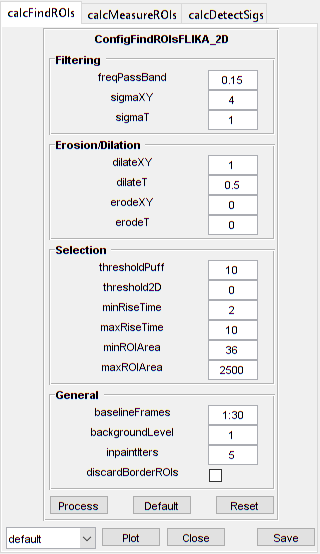 calcFindROIs calcMeasureROIs calcDetectSigs
ConfigFindROIsFLIKA_2D
Filtering
freqPassBand 0.15
sigmaXY 4
sigmaT 1
Erosion/Dilation
dilateXY 1
dilateT 0.5
erodeXY 0
erodeT 0
Selection
thresholdPuff 10
threshold2D 0
minRiseTime 2
maxRiseTime 10
minROIArea 36
maxROIArea 2500
General
baselineFrames 1:30
backgroundLevel 1
inpaintIters 5
discardBorderROIs
Process Default Reset
default Plot Close Save